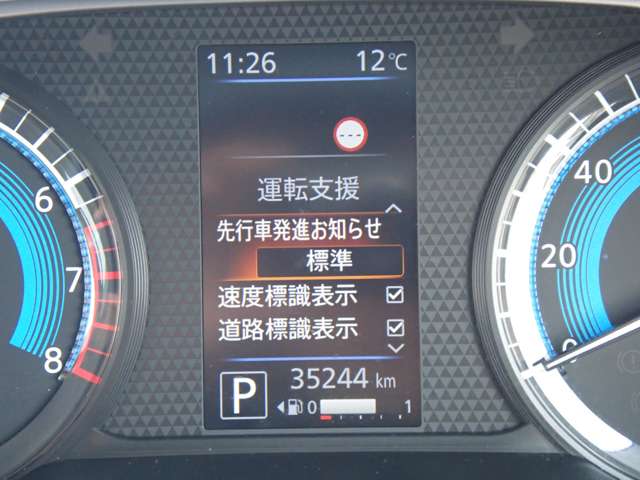 11:26 12℃
---
運転支援
先行車発進お知らせ
標準
速度標識表示
道路標識表示
P 35244 km
0 1
6
7
8
40
20
0